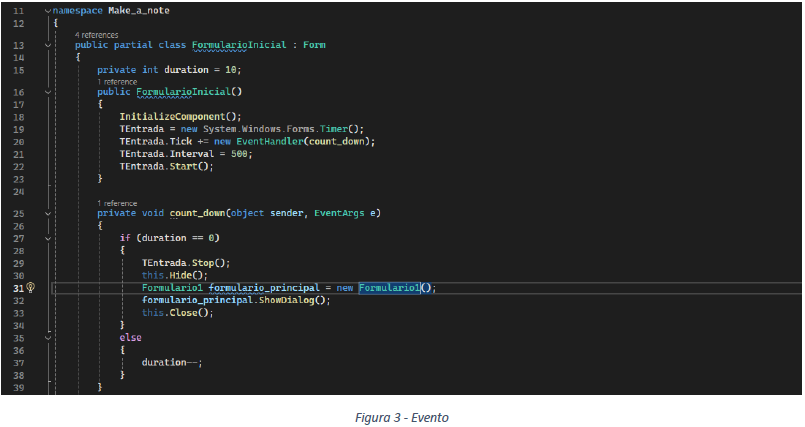 11 namespace Make_a_note
12 {
4 references
13 public partial class FormularioInicial : Form
14 {
15 private int duration = 10;
1 reference
16 public FormularioInicial()
17 {
18 InitializeComponent();
19 TEntrada = new System.Windows.Forms.Timer();
20 TEntrada.Tick += new EventHandler(count_down);
21 TEntrada.Interval = 500;
22 TEntrada.Start();
23 }
24
1 reference
25 private void count_down(object sender, EventArgs e)
26 {
27 if (duration == 0)
28 {
29 TEntrada.Stop();
30 this.Hide();
31 Formulario1 formulario_principal = new Formulario1();
32 formulario_principal.ShowDialog();
33 this.Close();
34 }
35 else
36 {
37 duration--;
38 }
39 }
Figura 3 - Evento